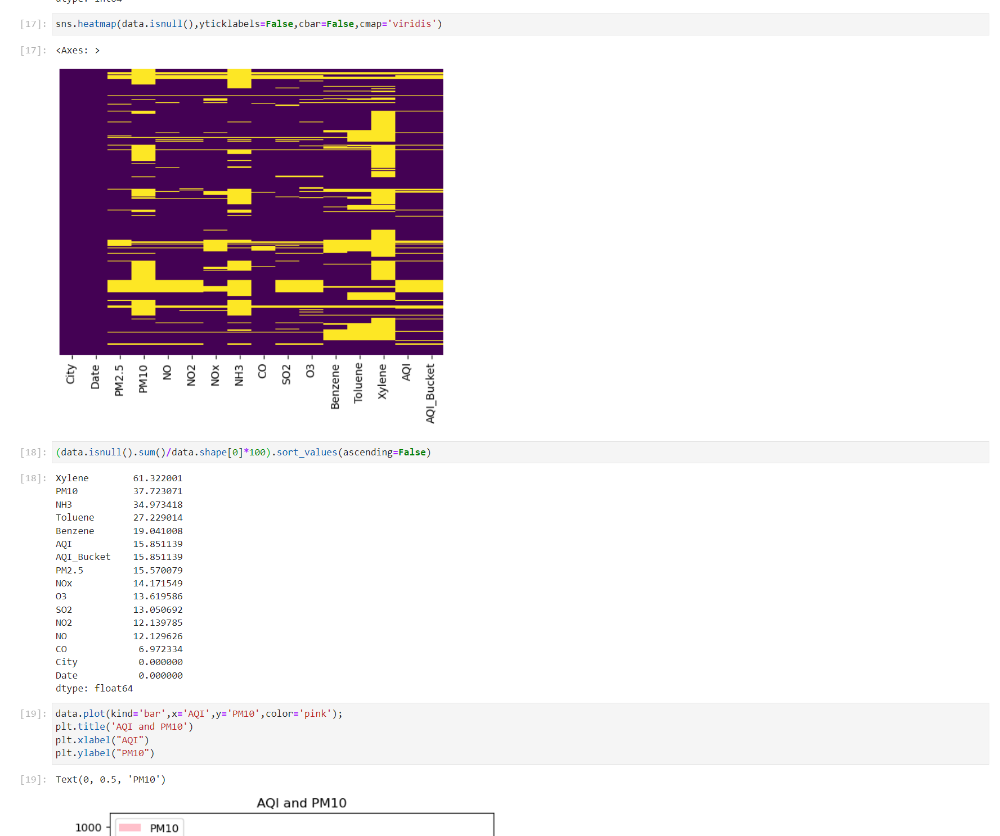 dtype: int64
[17]: sns.heatmap(data.isnull(),yticklabels=False,cbar=False,cmap='viridis')
[17]: <Axes: >
City Date PM2.5 PM10 NO NO2 NOx NH3 CO SO2 O3 Benzene Toluene Xylene AQI AQI_Bucket
[18]: (data.isnull().sum()/data.shape[0]*100).sort_values(ascending=False)
[18]: Xylene 61.322001
PM10 37.723071
NH3 34.973418
Toluene 27.229014
Benzene 19.041008
AQI 15.851139
AQI_Bucket 15.851139
PM2.5 15.570079
NOx 14.171549
O3 13.619586
SO2 13.050692
NO2 12.139785
NO 12.129626
CO 6.972334
City 0.000000
Date 0.000000
dtype: float64
[19]: data.plot(kind='bar',x='AQI',y='PM10',color='pink');
plt.title('AQI and PM10')
plt.xlabel("AQI")
plt.ylabel("PM10")
[19]: Text(0, 0.5, 'PM10')
AQI and PM10
1000
PM10